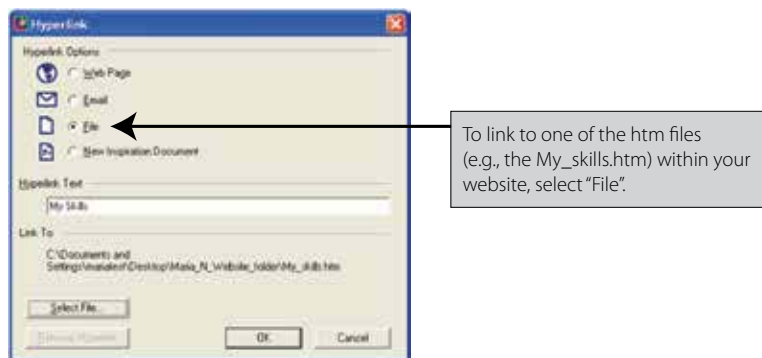 Hyperlink
Hyperlink Options
Web Page
Email
File
New Inspiration Document
Hyperlink Text
My Skills
Link To
C:\Documents and
Settings\marialest\Desktop\Maria_N_Website_folder\My_skills.htm
Select File...
Remove Hyperlink
OK
Cancel
To link to one of the htm files
(e.g., the My_skills.htm) within your
website, select “File”.